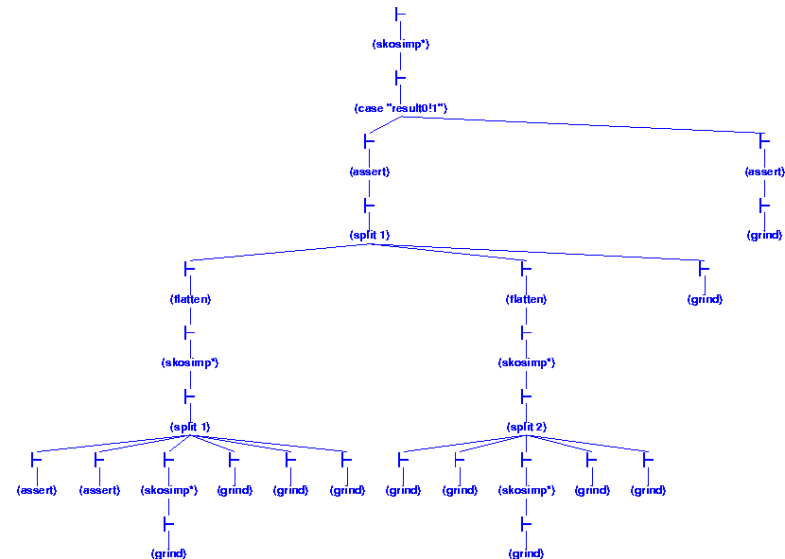 (skosimp*)
(case "result0!1")
(assert) (assert)
(split 1) (grind)
(flatten) (flatten) (grind)
(skosimp*) (skosimp*)
(split 1) (split 2)
(assert) (assert) (skosimp*) (grind) (grind) (grind) (grind) (grind) (skosimp*) (grind) (grind)
(grind) (grind)